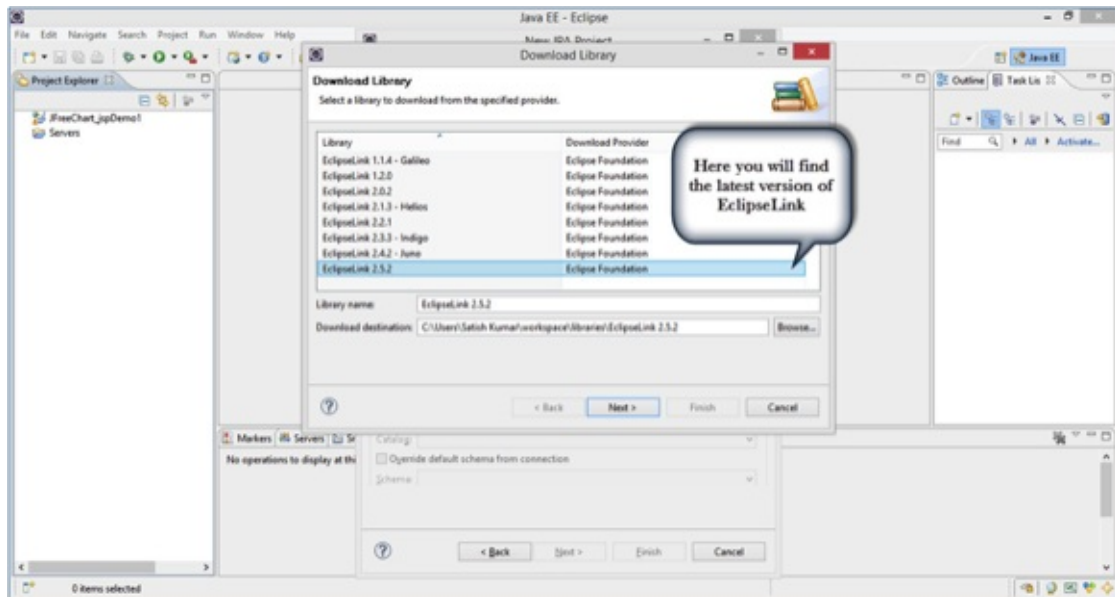 Java EE - Eclipse
File Edit Navigate Search Project Run Window Help
New JPA Project
Download Library
Java EE
Project Explorer
JFreeChart_jspDemo1
Servers
Download Library
Select a library to download from the specified provider.
Library Download Provider
EclipseLink 1.1.4 - Galileo Eclipse Foundation
EclipseLink 1.2.0 Eclipse Foundation
EclipseLink 2.0.2 Eclipse Foundation
EclipseLink 2.1.3 - Helios Eclipse Foundation
EclipseLink 2.2.1 Eclipse Foundation
EclipseLink 2.3.3 - Indigo Eclipse Foundation
EclipseLink 2.4.2 - Juno Eclipse Foundation
EclipseLink 2.5.2 Eclipse Foundation
Here you will find
the latest version of
EclipseLink
Library name: EclipseLink 2.5.2
Download destination: C:\Users\Satish Kumar\workspace\libraries\EclipseLink 2.5.2 Browse...
< Back Next > Finish Cancel
Outline Task Lis
Find All Activate...
Markers Servers
No operations to display at thi
Catalog:
Override default schema from connection
Schema:
< Back Next > Finish Cancel
0 items selected